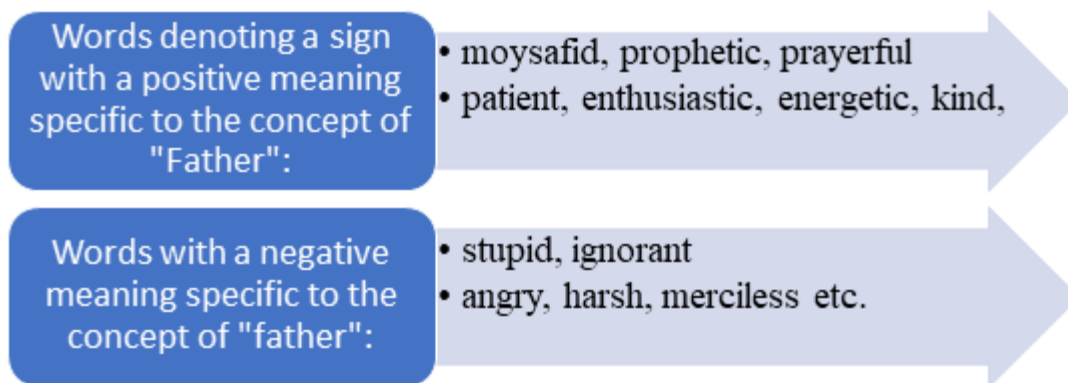 Words denoting a sign
with a positive meaning
specific to the concept of
"Father":
• moysafid, prophetic, prayerful
• patient, enthusiastic, energetic, kind,
Words with a negative
meaning specific to the
concept of "father":
• stupid, ignorant
• angry, harsh, merciless etc.